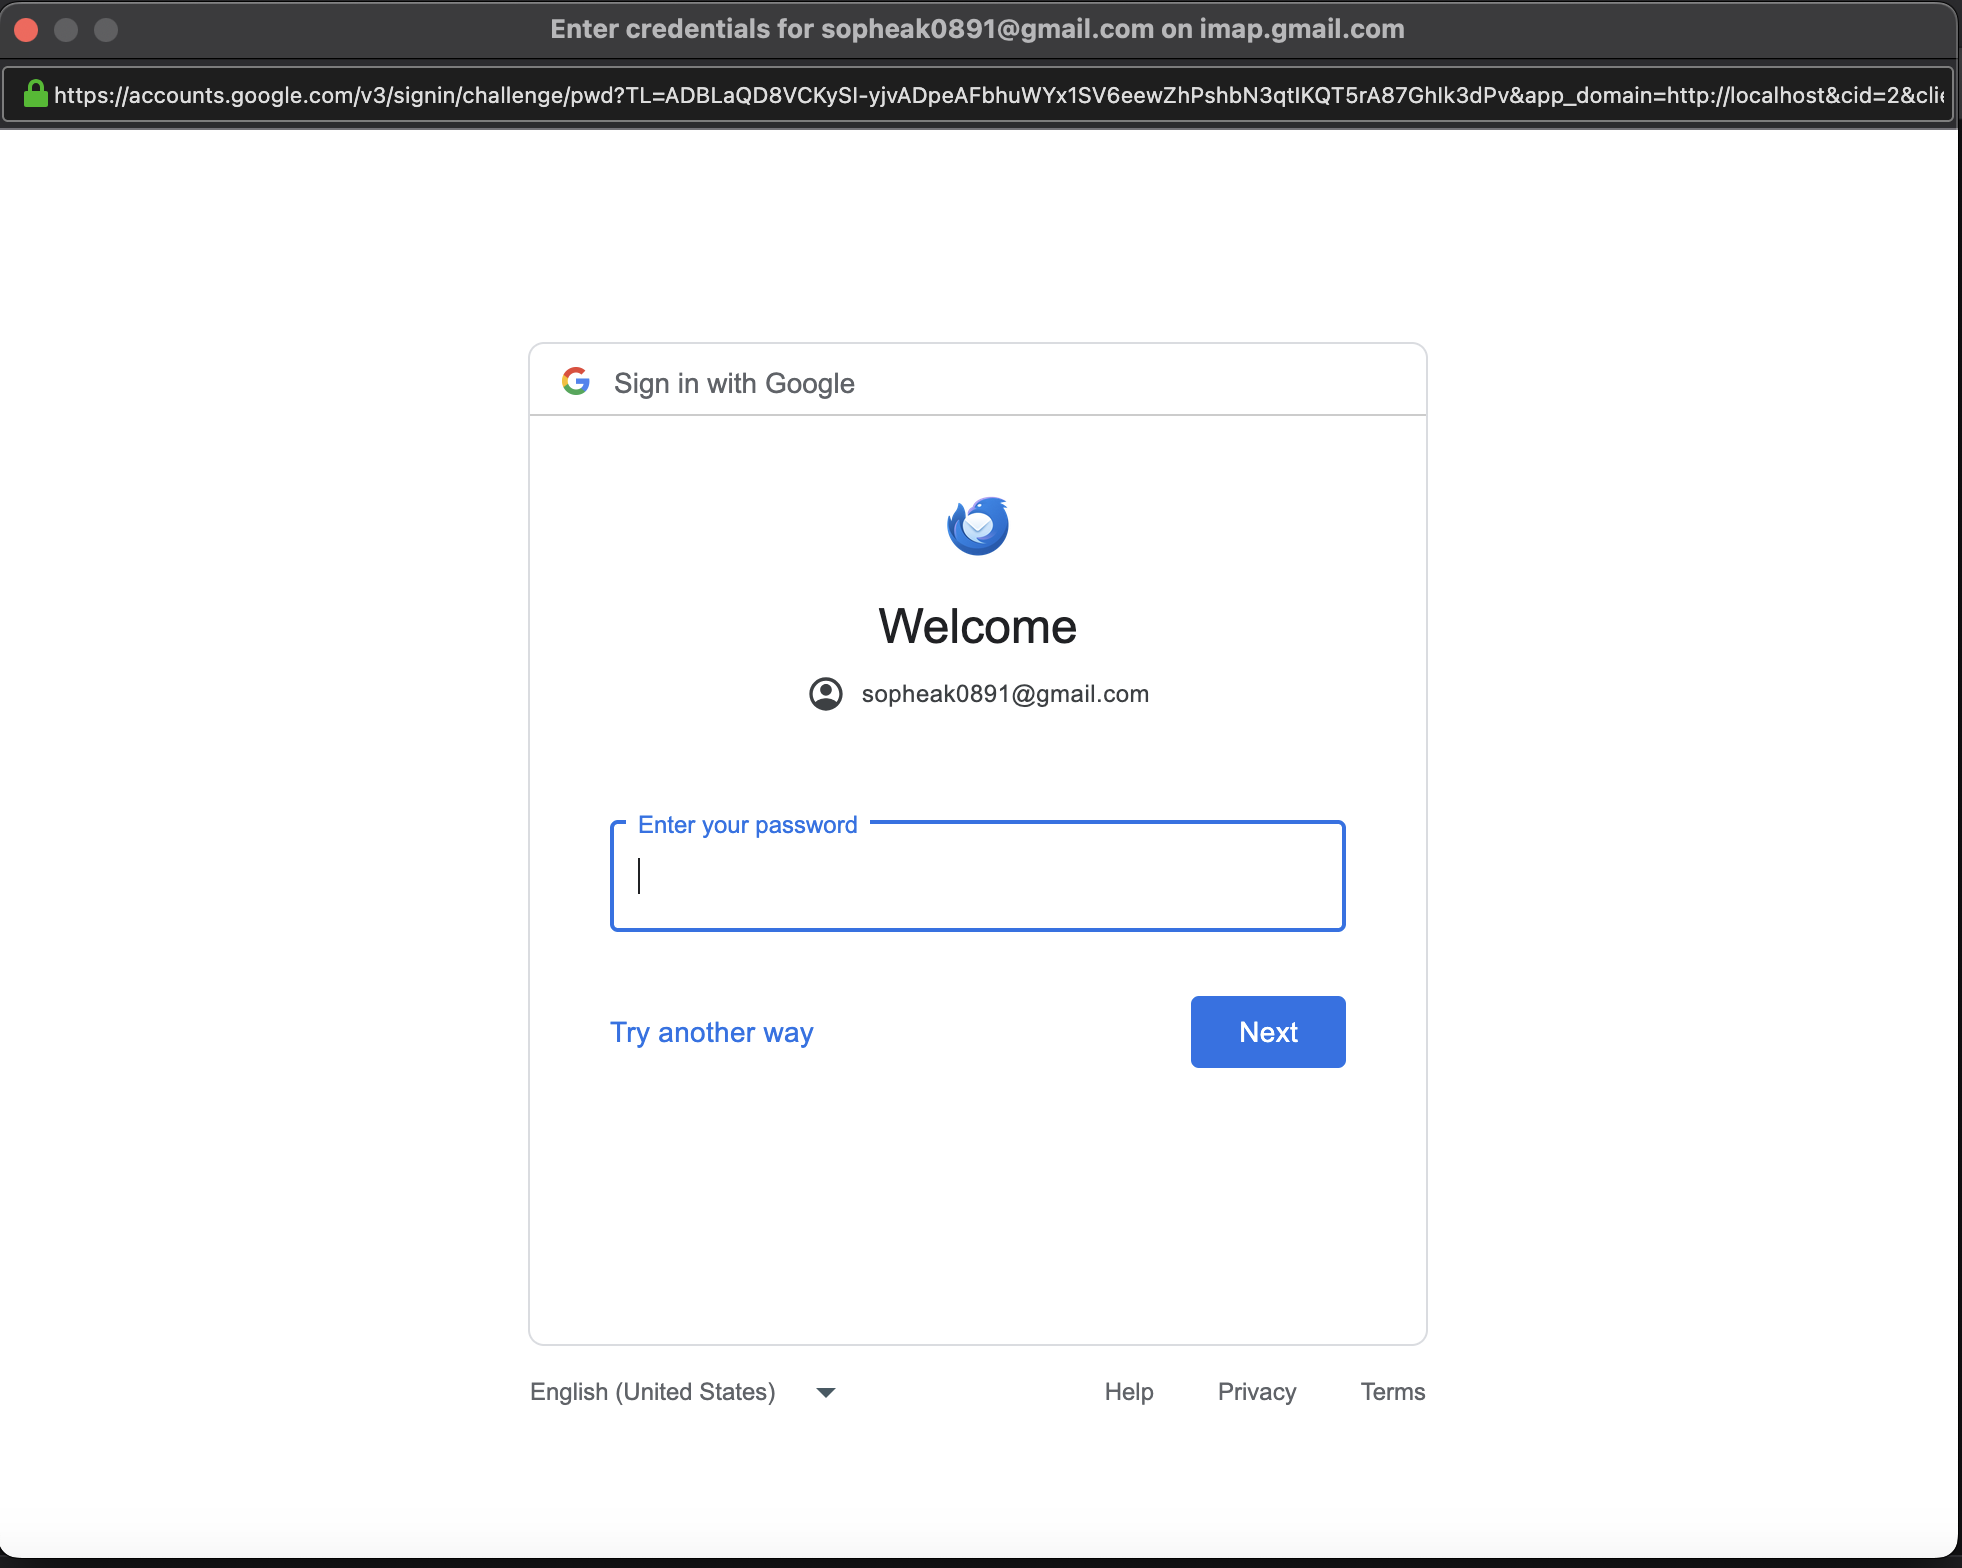 Enter credentials for sopheak0891@gmail.com on imap.gmail.com
https://accounts.google.com/v3/signin/challenge/pwd?TL=ADBLaQD8VCKySI-yjvADpeAFbhuWYx1SV6eewZhPshbN3qtIKQT5rA87GhIk3dPv&app_domain=http://localhost&cid=2&clie
Sign in with Google
Welcome
sopheak0891@gmail.com
Enter your password
Try another way
Next
English (United States)
Help Privacy Terms